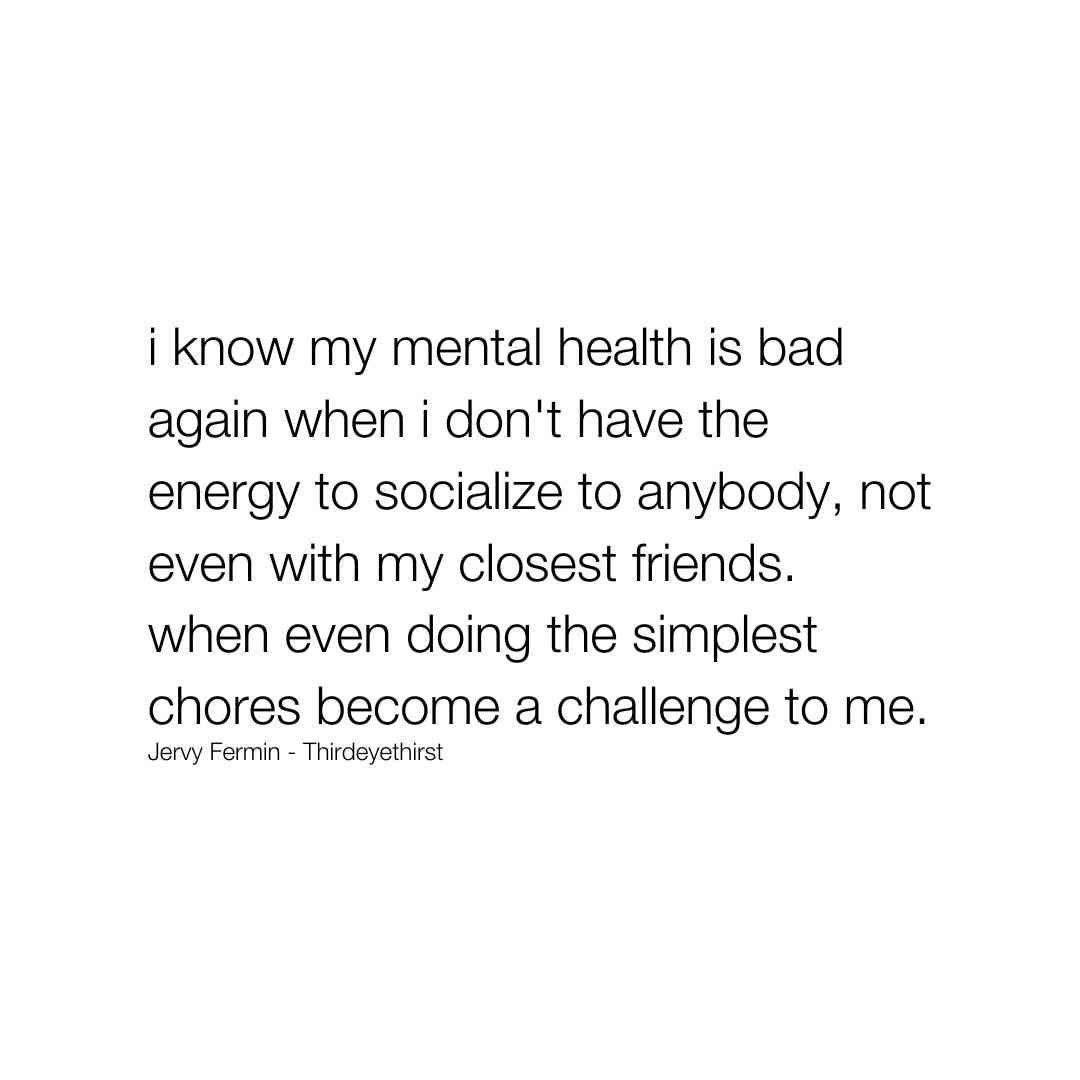 i know my mental health is bad
again when i don't have the
energy to socialize to anybody, not
even with my closest friends.
when even doing the simplest
chores become a challenge to me.
Jervy Fermin - Thirdeyethirst